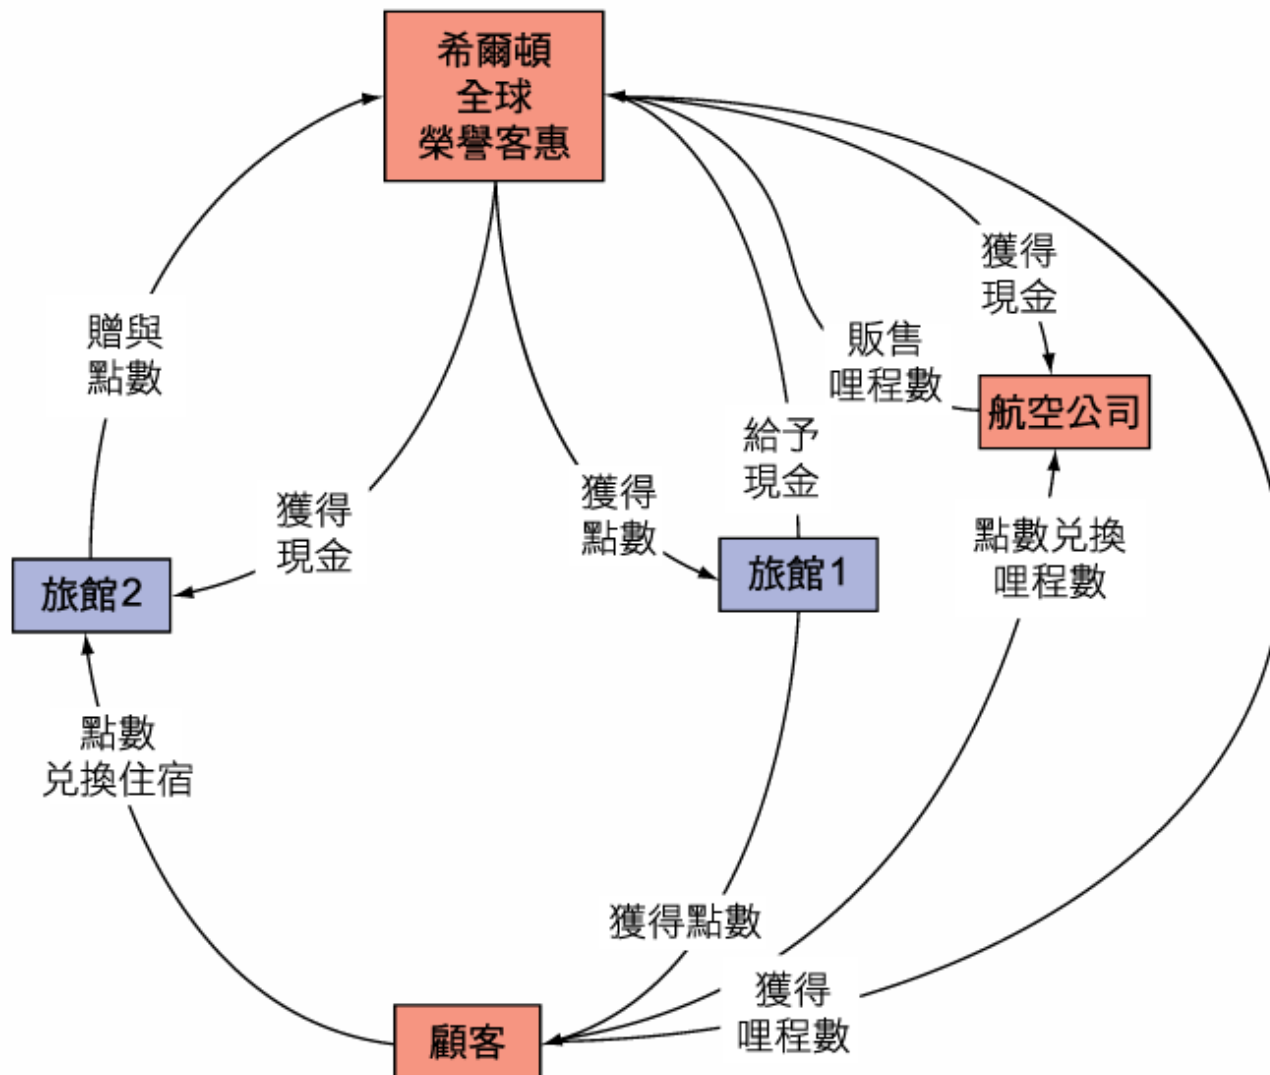 希爾頓
全球
榮譽客惠
獲得
現金
贈與
點數
販售
哩程數
航空公司
給予
現金
獲得
點數
獲得
現金
點數兑換
哩程數
旅館2
旅館1
點數
兑換住宿
獲得點數
獲得
哩程數
顧客